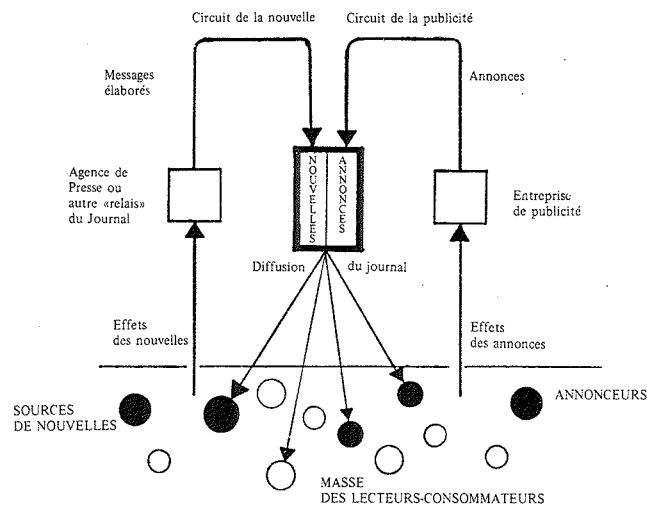 Circuit de la nouvelle
Circuit de la publicité
Messages
élaborés
Annonces
Agence de
Presse ou
autre «relais»
du Journal
NOUVELLES
ANNONCES
Entreprise
de publicité
Diffusion
du journal
Effets
des nouvelles
Effets
des annonces
SOURCES
DE NOUVELLES
ANNONCEURS
MASSE
DES LECTEURS-CONSOMMATEURS